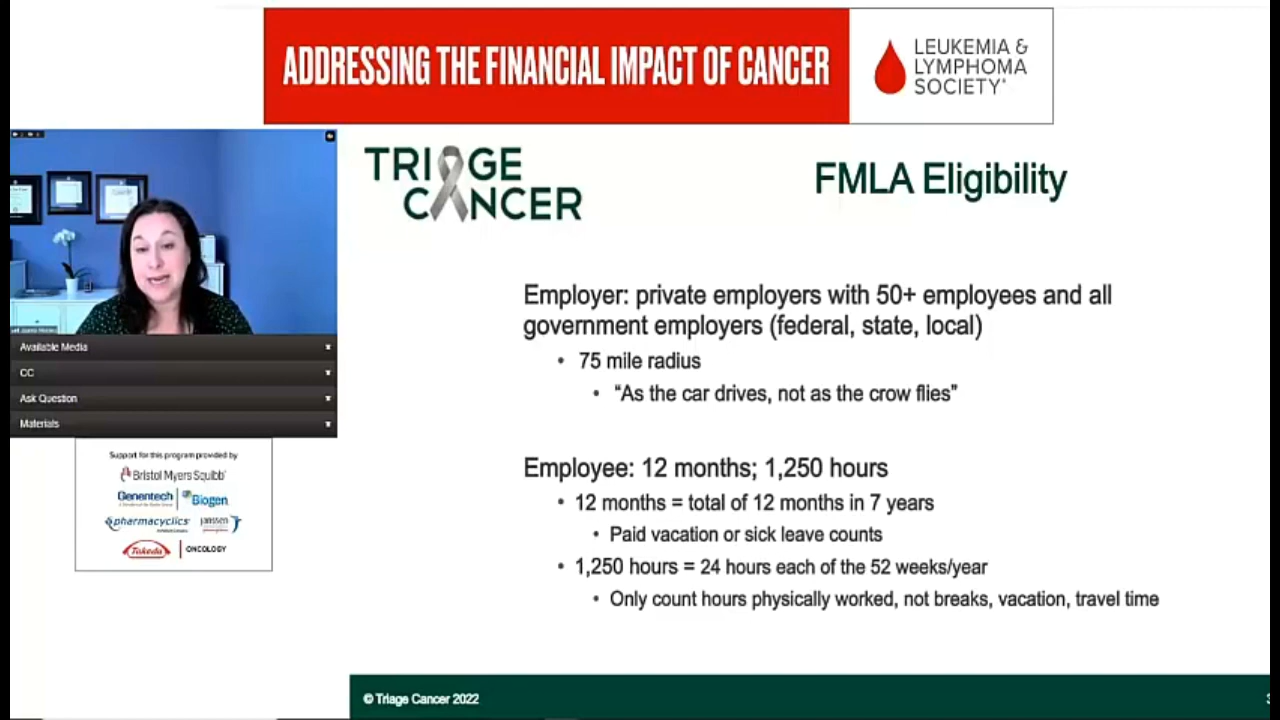 ADDRESSING THE FINANCIAL IMPACT OF CANCER
LEUKEMIA &
LYMPHOMA
SOCIETY
TRIAGE
CANCER
FMLA Eligibility
Employer: private employers with 50+ employees and all
government employers (federal, state, local)
• 75 mile radius
• “As the car drives, not as the crow flies”
Employee: 12 months; 1,250 hours
• 12 months = total of 12 months in 7 years
• Paid vacation or sick leave counts
• 1,250 hours = 24 hours each of the 52 weeks/year
• Only count hours physically worked, not breaks, vacation, travel time
Available Media
CC
Ask Question
Materials
Support for this program provided by
Bristol Myers Squibb
Genentech
Biogen
pharmacyclics
janssen
Takeda
ONCOLOGY
© Triage Cancer 2022